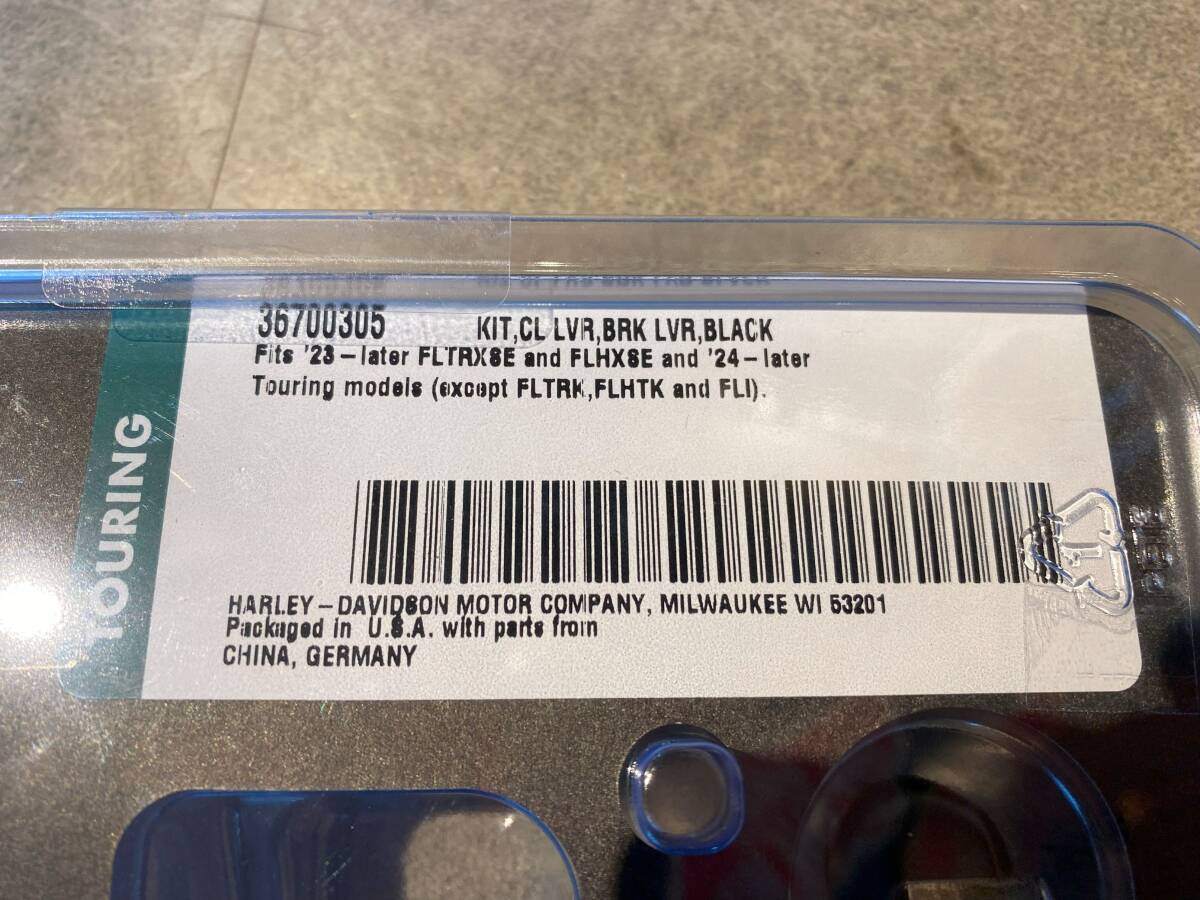 36700305 KIT,CL LVR,BRK LVR,BLACK
Fits '23-later FLTRXSE and FLHXSE and '24-later
Touring models (except FLTRK,FLHTK and FLI).
TOURING
HARLEY-DAVIDSON MOTOR COMPANY, MILWAUKEE WI 53201
Packaged in U.S.A. with parts from
CHINA, GERMANY
1